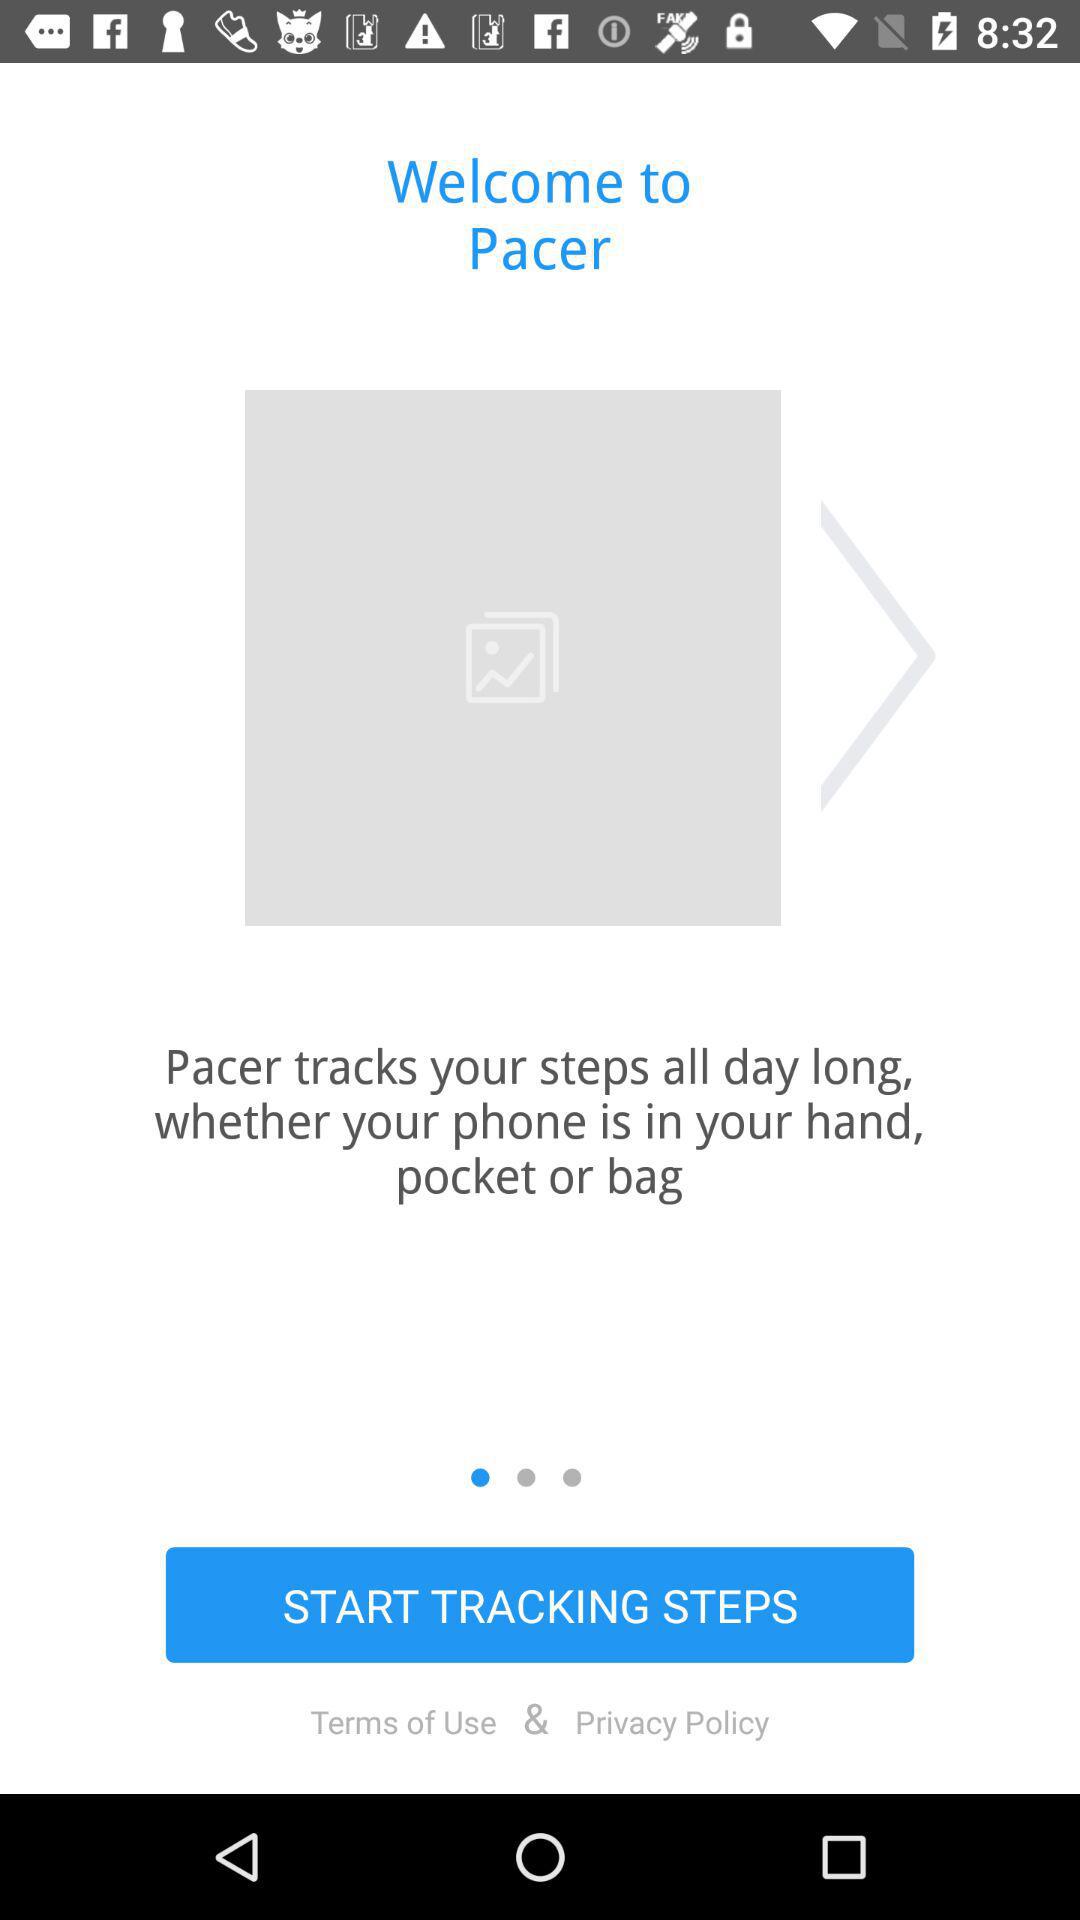 FAKE
8:32
Welcome to
Pacer
Pacer tracks your steps all day long,
whether your phone is in your hand,
pocket or bag
START TRACKING STEPS
Terms of Use & Privacy Policy